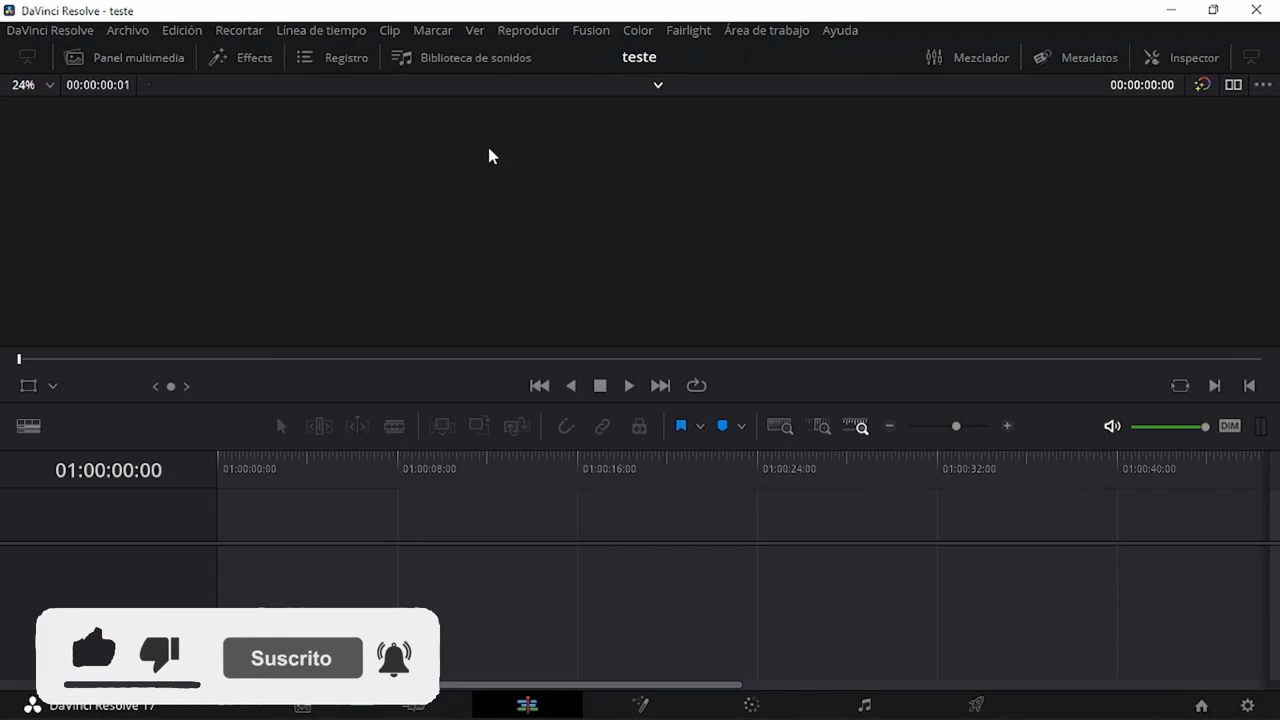 DaVinci Resolve - teste
DaVinci Resolve Archivo Edición Recortar Línea de tiempo Clip Marcar Ver Reproducir Fusion Color Fairlight Área de trabajo Ayuda
Panel multimedia Effects Registro Biblioteca de sonidos teste Mezclador Metadatos Inspector
24% 00:00:00:01 00:00:00:00
DIM
01:00:00:00 01:00:00:00 01:00:08:00 01:00:16:00 01:00:24:00 01:00:32:00 01:00:40:00
Suscrito
DaVinci Resolve 17